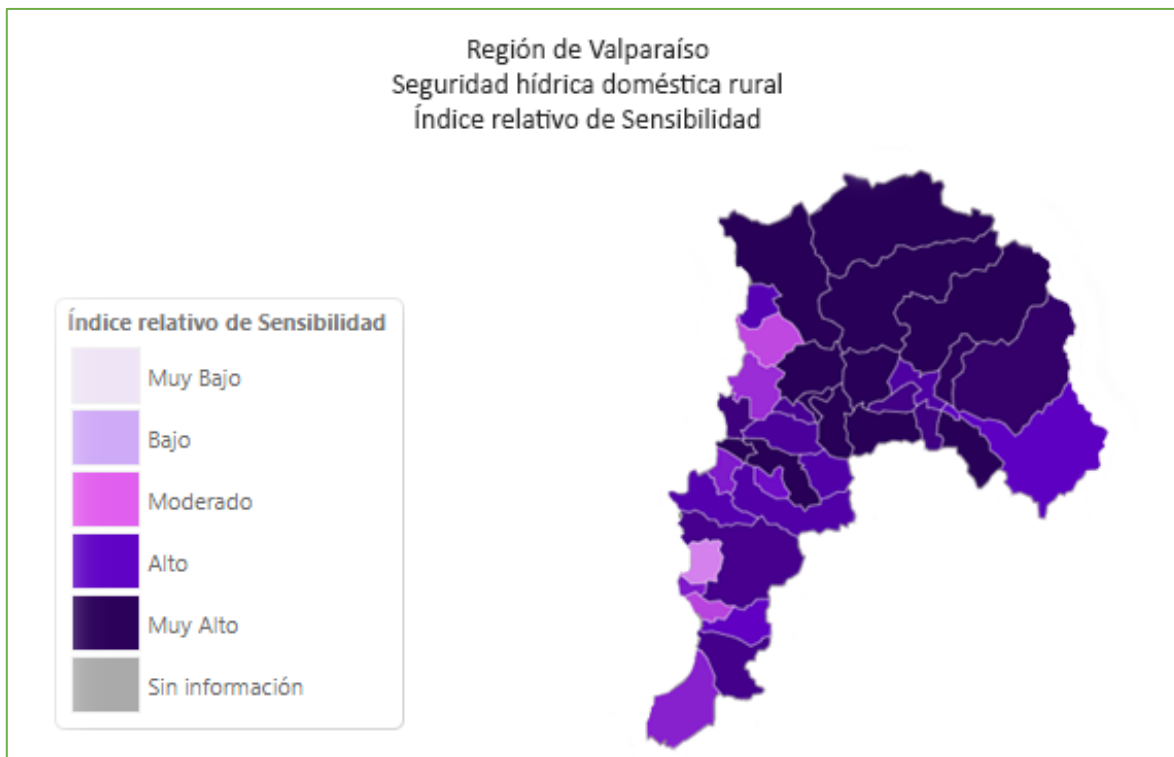 Región de Valparaíso
Seguridad hídrica doméstica rural
Índice relativo de Sensibilidad
Índice relativo de Sensibilidad
Muy Bajo
Bajo
Moderado
Alto
Muy Alto
Sin información